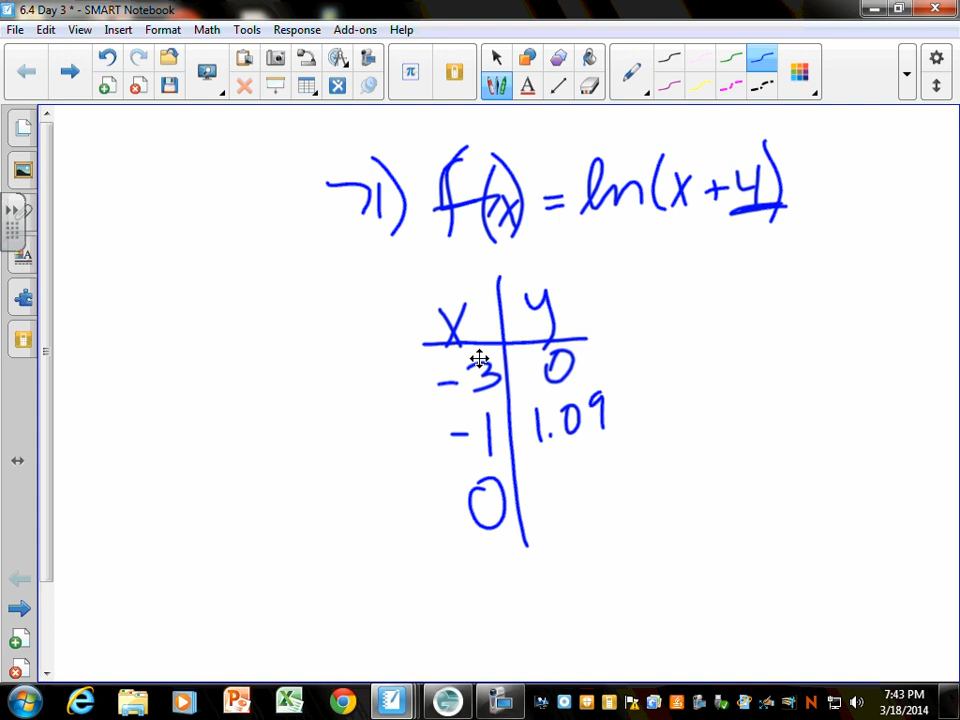 6.4 Day 3 * - SMART Notebook
File Edit View Insert Format Math Tools Response Add-ons Help
71) f(x) = ln(x+4)
x y
-3 0
-1 1.09
0
7:43 PM
3/18/2014